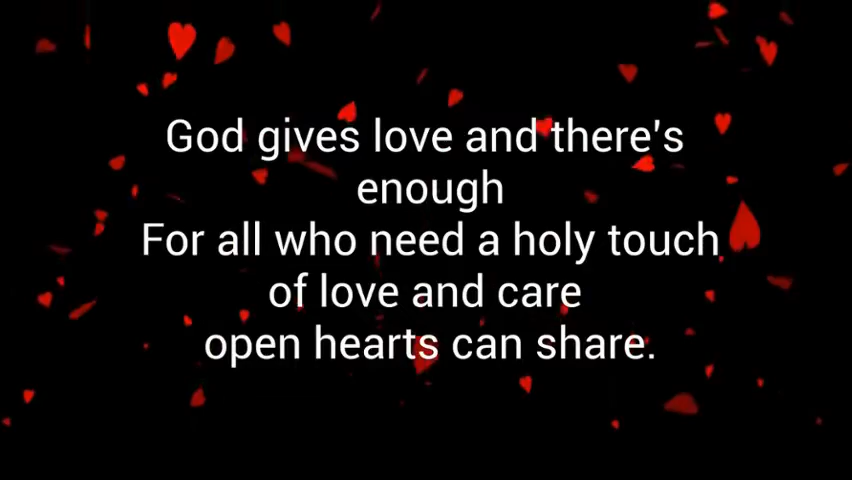 God gives love and there's
enough
For all who need a holy touch
of love and care
open hearts can share.